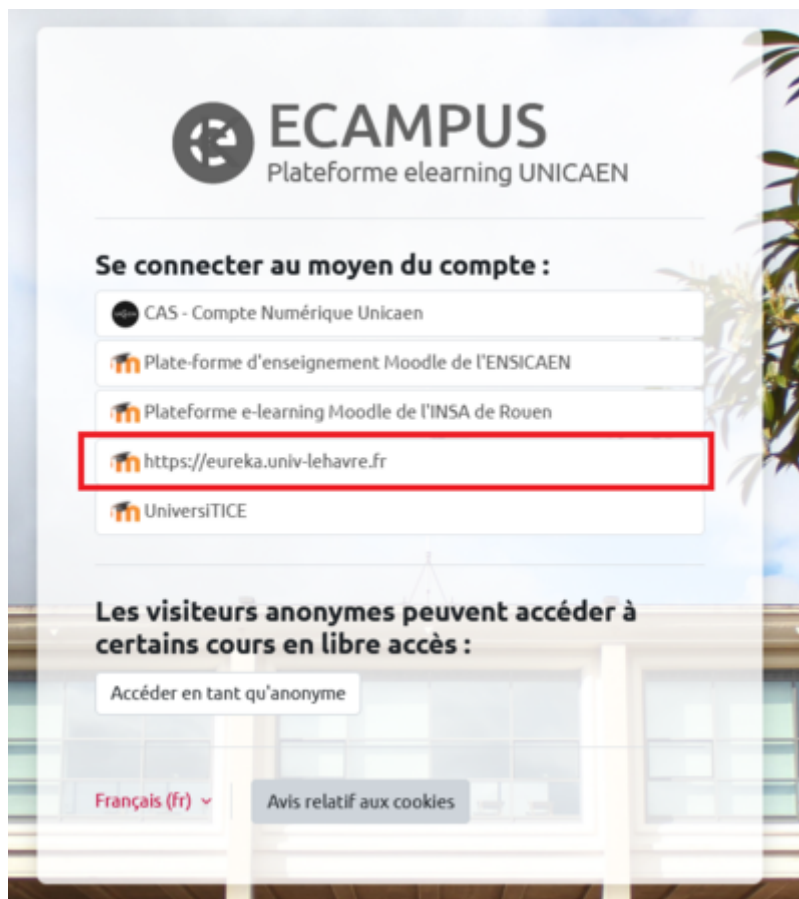 ECAMPUS
Plateforme elearning UNICAEN
Se connecter au moyen du compte :
CAS - Compte Numérique Unicaen
Plate-forme d'enseignement Moodle de l'ENSICAEN
Plateforme e-learning Moodle de l'INSA de Rouen
https://eureka.univ-lehavre.fr
UniversiTICE
Les visiteurs anonymes peuvent accéder à
certains cours en libre accès :
Accéder en tant qu'anonyme
Français (fr)
Avis relatif aux cookies